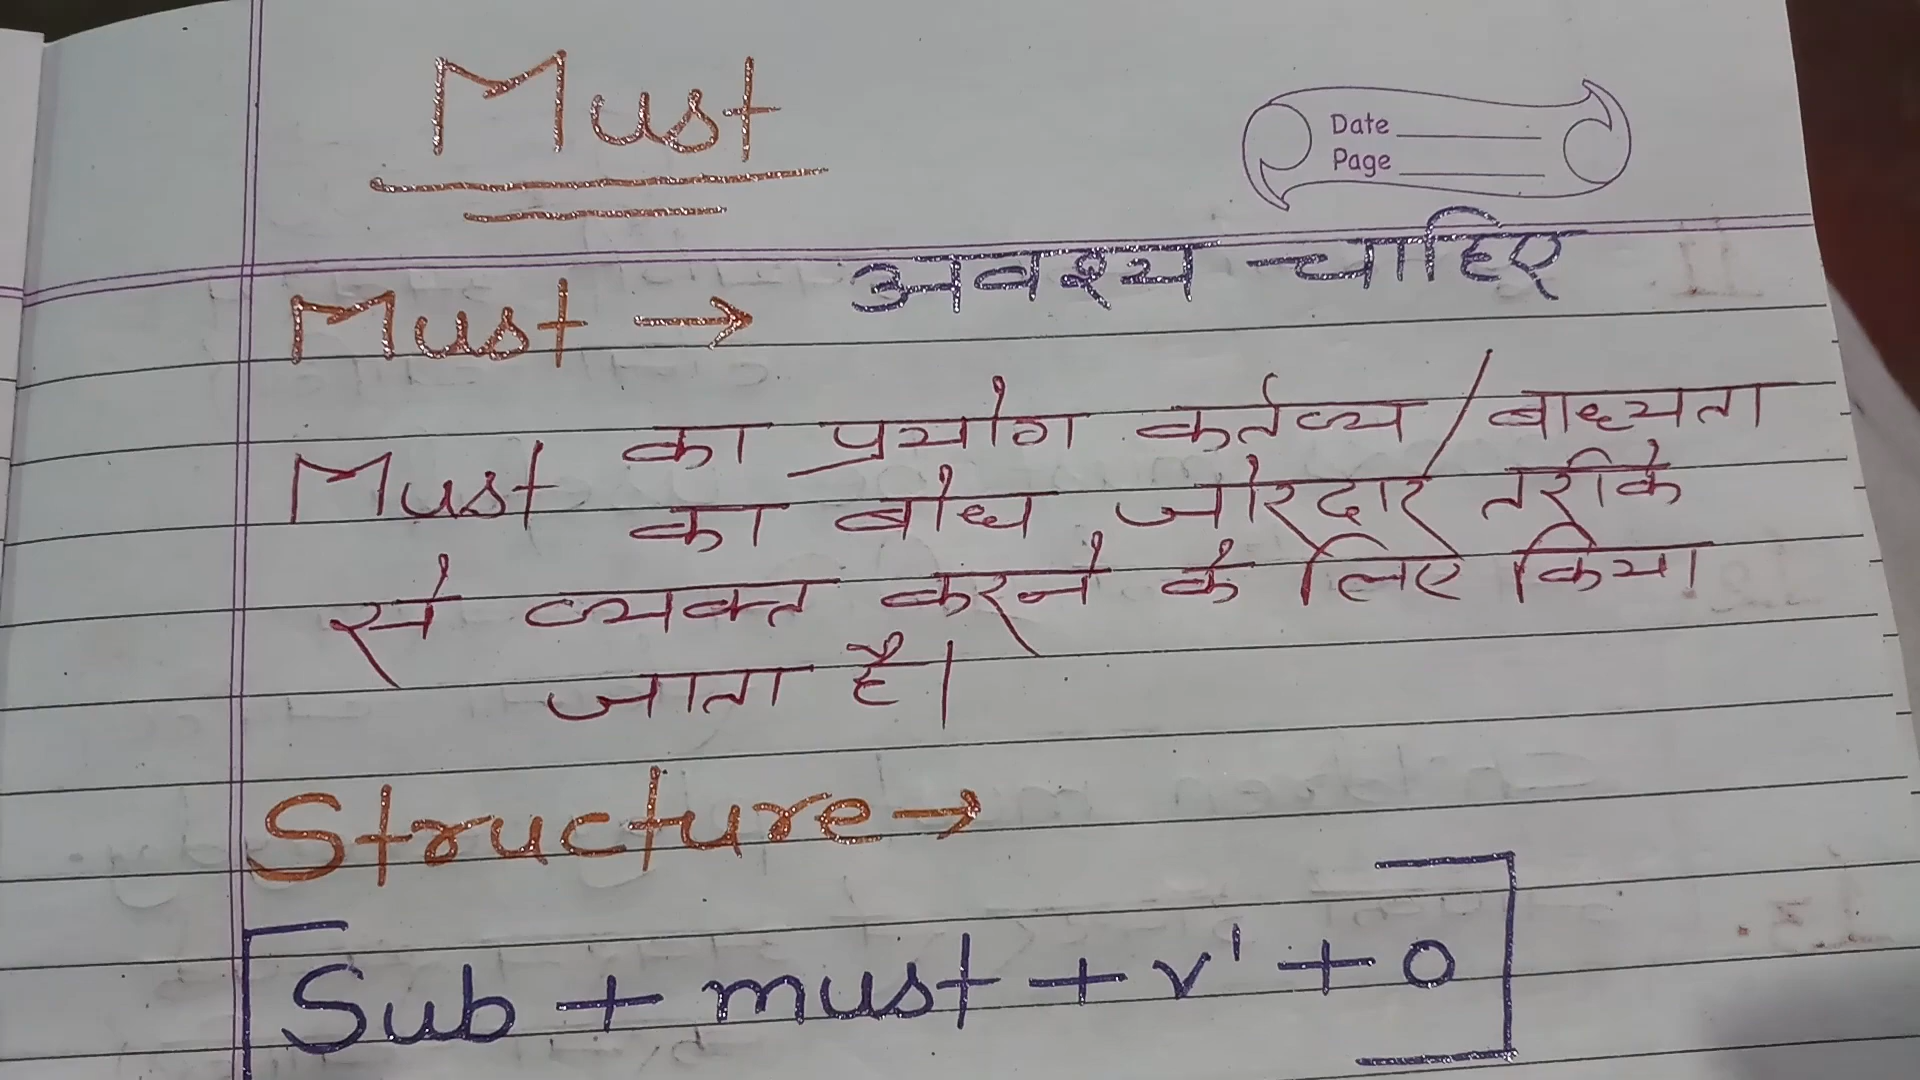 Must
Date
Page
Must → अवश्य चाहिए
Must का प्रयोग कर्तव्य / बाध्यता
का बोध जोरदार तरीके
से व्यक्त करने के लिए किया
जाता है।
Structure →
Sub + must + v¹ + o